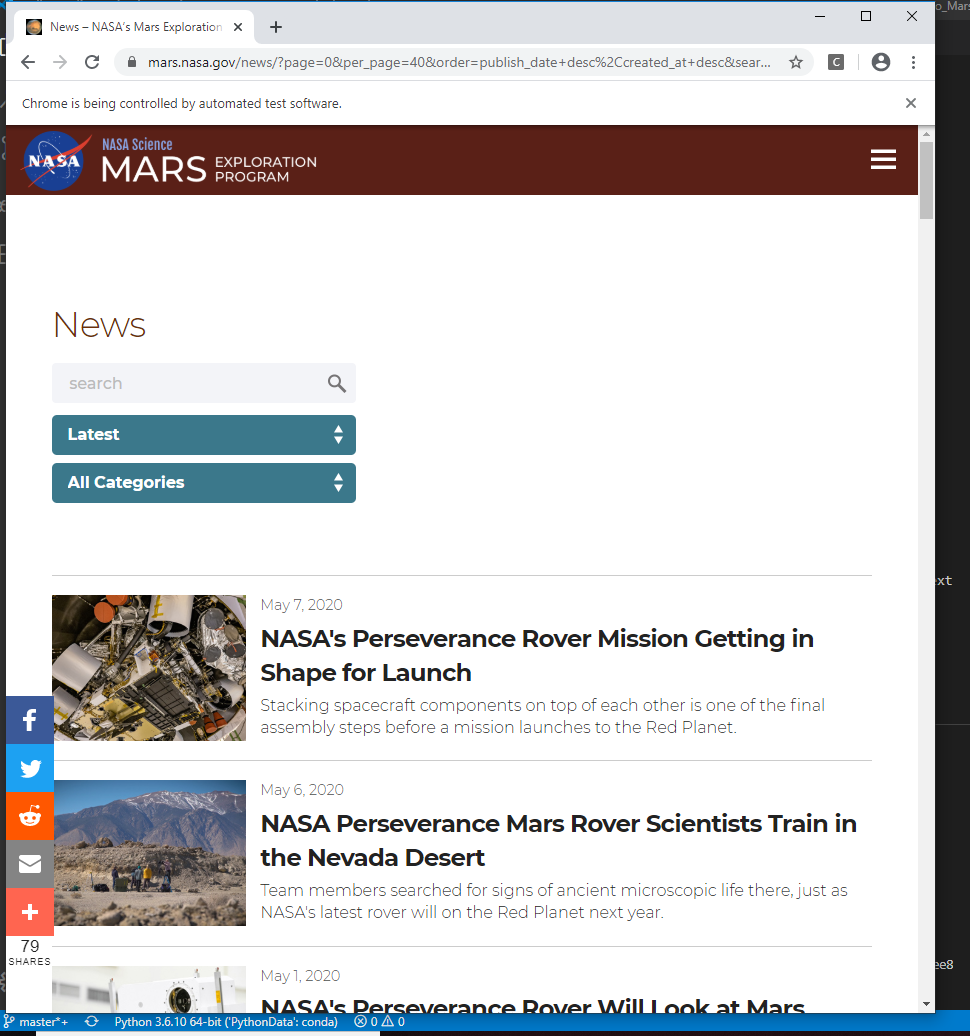 o_Mars
News – NASA's Mars Exploration
mars.nasa.gov/news/?page=0&per_page=40&order=publish_date+desc%2Ccreated_at+desc&sear...
C
Chrome is being controlled by automated test software.
NASA
NASA Science
MARS EXPLORATION
PROGRAM
News
search
Latest
All Categories
ext
May 7, 2020
NASA's Perseverance Rover Mission Getting in
Shape for Launch
Stacking spacecraft components on top of each other is one of the final
assembly steps before a mission launches to the Red Planet.
May 6, 2020
NASA Perseverance Mars Rover Scientists Train in
the Nevada Desert
Team members searched for signs of ancient microscopic life there, just as
NASA's latest rover will on the Red Planet next year.
79
SHARES
May 1, 2020
NASA's Perseverance Rover Will Look at Mars
ee8
master*+ Python 3.6.10 64-bit ('PythonData': conda) 0 0